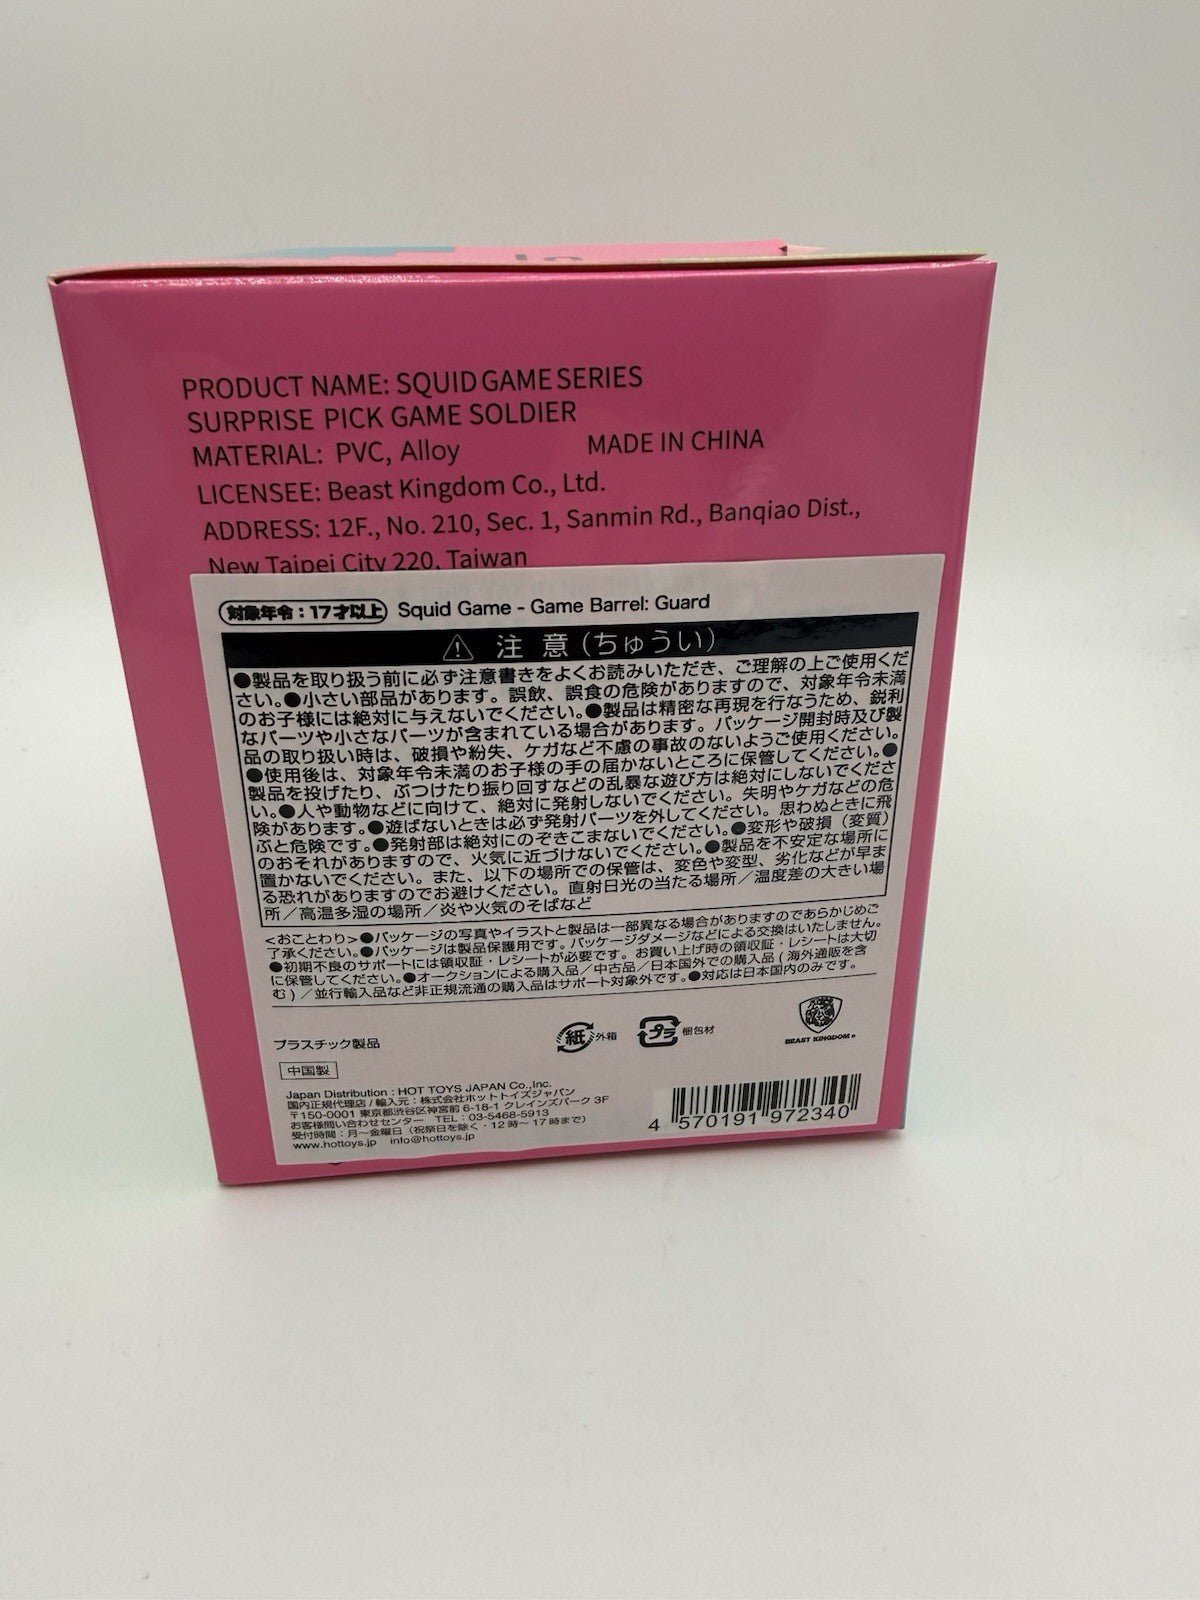 PRODUCT NAME: SQUID GAME SERIES
SURPRISE PICK GAME SOLDIER
MATERIAL: PVC, Alloy
MADE IN CHINA
LICENSEE: Beast Kingdom Co., Ltd.
ADDRESS: 12F., No. 210, Sec. 1, Sanmin Rd., Banqiao Dist.,
New Taipei City 220, Taiwan
対象年令：17才以上 Squid Game - Game Barrel: Guard
注 意(ちゅうい)
●製品を取り扱う前に必ず注意書きをよくお読みいただき、ご理解の上ご使用くだ
さい。●小さい部品があります。誤飲、誤食の危険がありますので、対象年令未満
のお子様には絶対に与えないでください。●製品は精密な再現を行なうため、鋭利
なパーツや小さなパーツが含まれている場合があります。パッケージ開封時及び製
品の取り扱い時は、破損や紛失、ケガなど不慮の事故のないようご使用ください。
●使用後は、対象年令未満のお子様の手の届かないところに保管してください。●
製品を投げたり、ぶつけたり振り回すなどの乱暴な遊び方は絶対にしないでくださ
い。●人や動物などに向けて、絶対に発射しないでください。失明やケガなどの危
険があります。●遊ばないときは必ず発射パーツを外してください。思わぬときに飛
ぶと危険です。●発射部は絶対にのぞきこまないでください。●変形や破損（変質）
のおそれがありますので、火気に近づけないでください。●製品を不安定な場所に
置かないでください。また、以下の場所での保管は、変色や変型、劣化などが早ま
る恐れがありますのでお避けください。直射日光の当たる場所／温度差の大きい場
所／高温多湿の場所／炎や火気のそばなど
<おことわり>●パッケージの写真やイラストと製品は一部異なる場合がありますのであらかじめご
了承ください。●パッケージは製品保護用です。パッケージダメージなどによる交換はいたしません。
●初期不良のサポートには領収証・レシートが必要です。お買い上げ時の領収証・レシートは大切
に保管してください。●オークションによる購入品／中古品／日本国外での購入品（海外通販を含
む）／並行輸入品など非正規流通の購入品はサポート対象外です。●対応は日本国内のみです。
プラスチック製品
紙 外箱
プラ 梱包材
BEAST KINGDOM
中国製
Japan Distribution : HOT TOYS JAPAN Co.,Inc.
国内正規代理店 / 輸入元：株式会社ホットトイズジャパン
〒150-0001 東京都渋谷区神宮前 6-18-1 クレインズパーク 3F
お客様問い合わせセンター TEL：03-5468-5913
受付時間：月～金曜日（祝祭日を除く・12時～17時まで）
www.hottoys.jp info@hottoys.jp
4 570191 972340